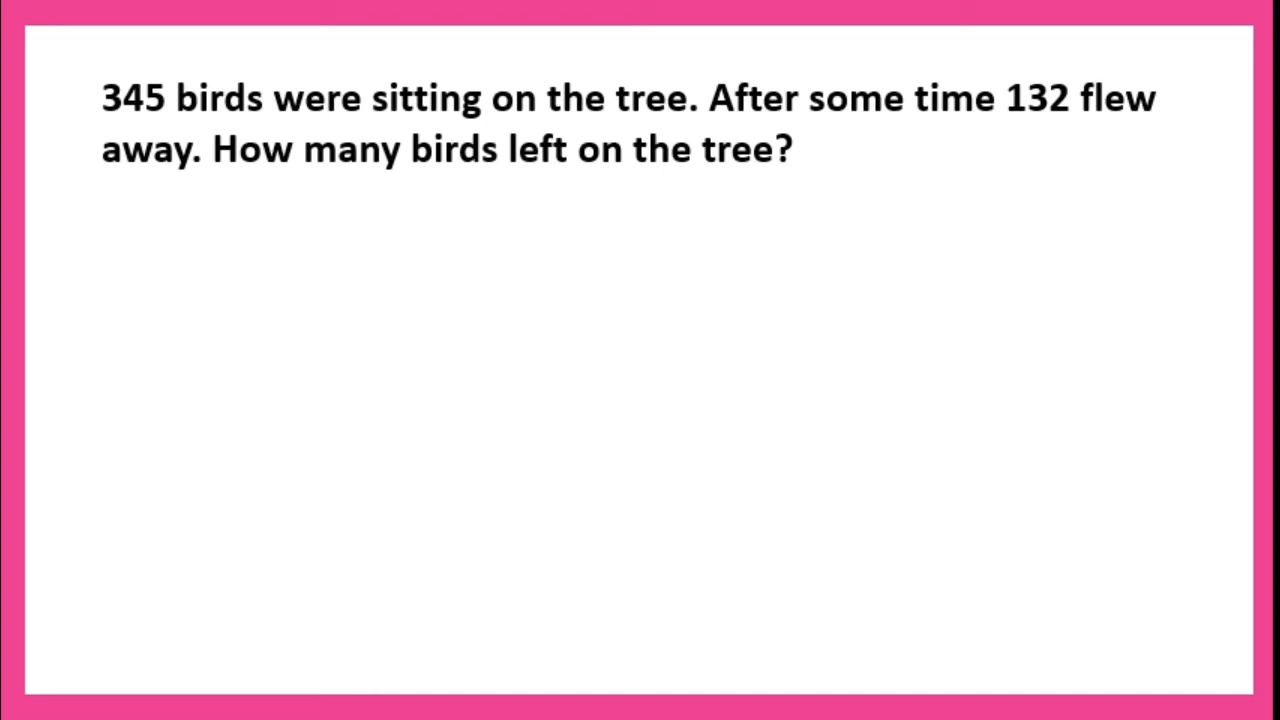 345 birds were sitting on the tree. After some time 132 flew
away. How many birds left on the tree?